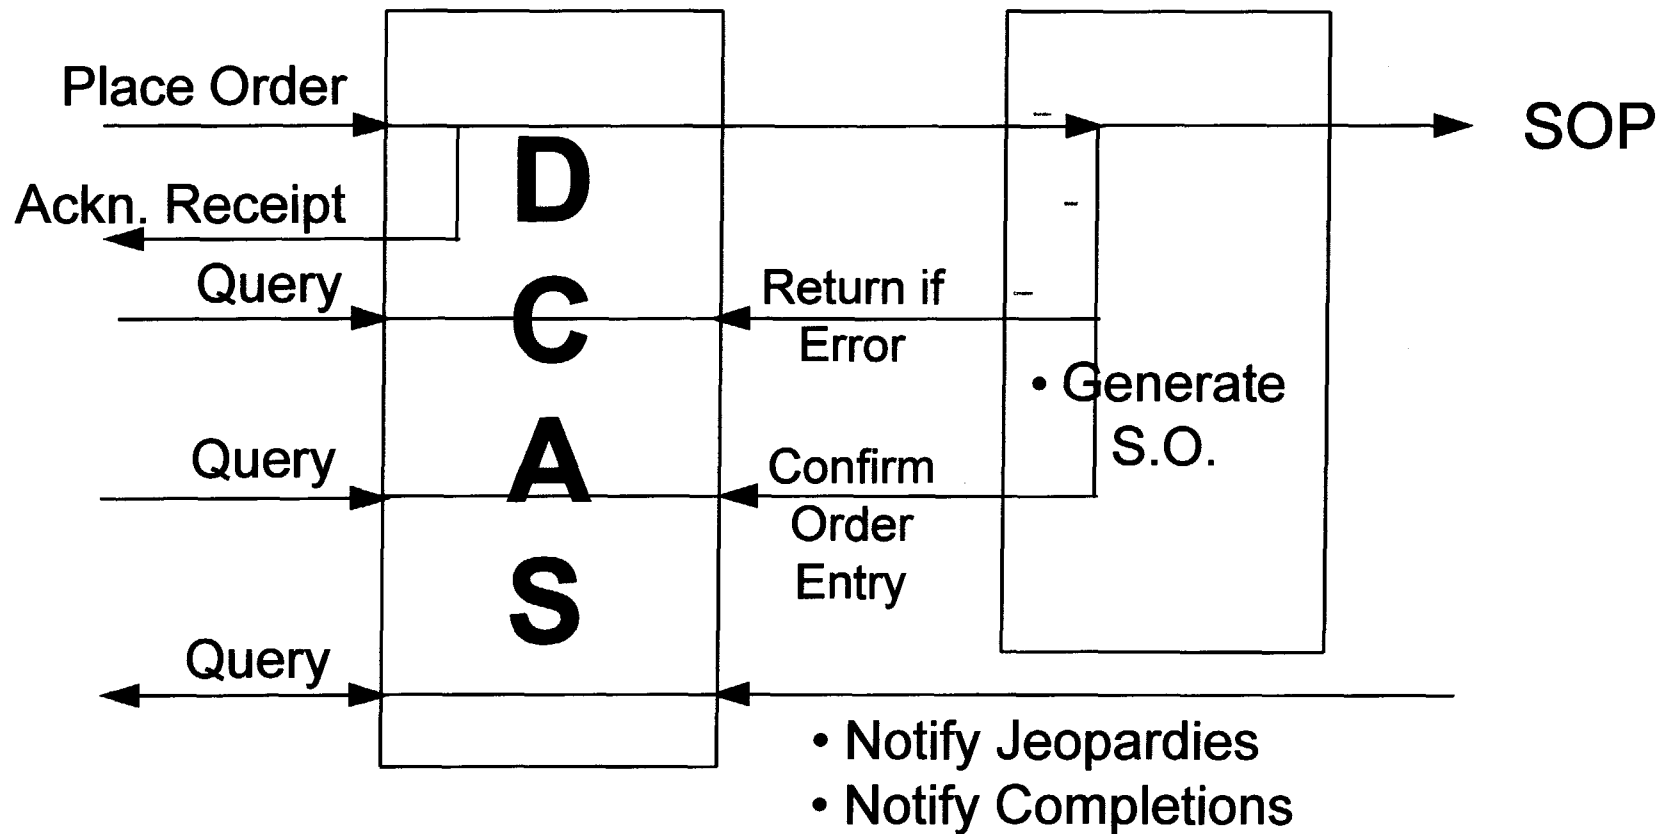 Place Order
SOP
D
Ackn. Receipt
Query
C
Return if
Error
• Generate
S.O.
Query
A
Confirm
Order
Entry
S
Query
• Notify Jeopardies
• Notify Completions